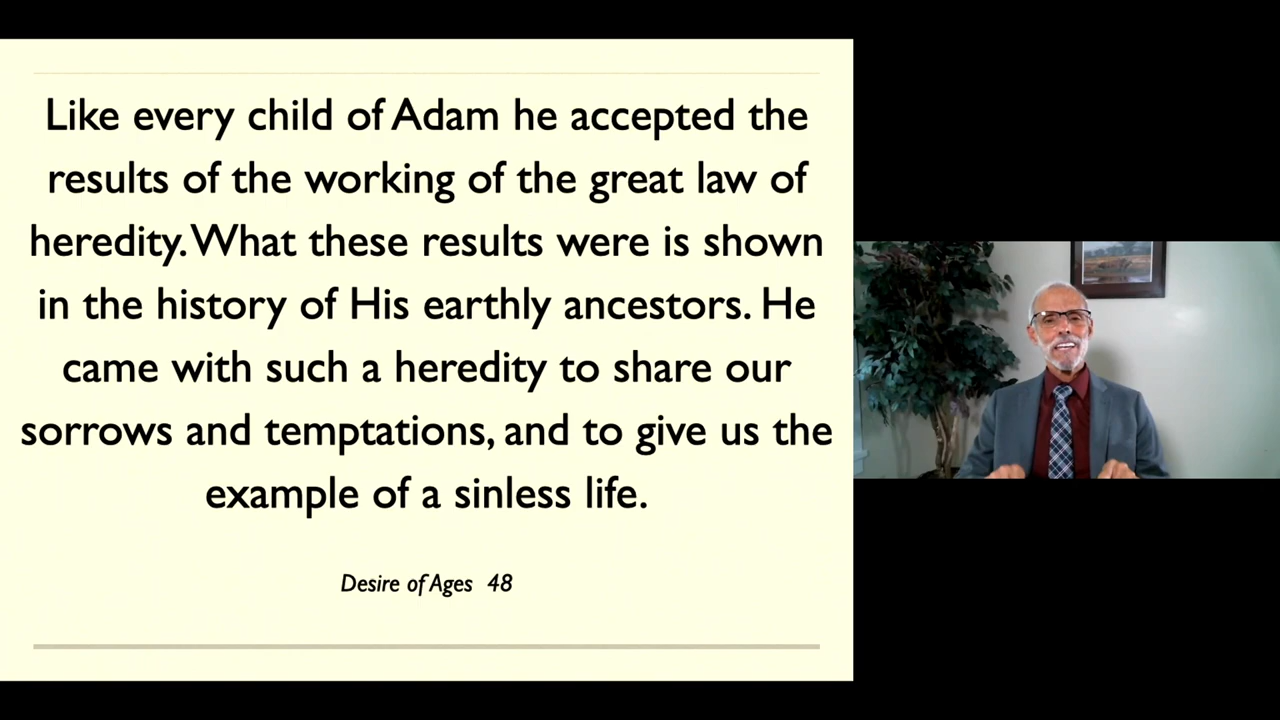 Like every child of Adam he accepted the
results of the working of the great law of
heredity. What these results were is shown
in the history of His earthly ancestors. He
came with such a heredity to share our
sorrows and temptations, and to give us the
example of a sinless life.
Desire of Ages 48